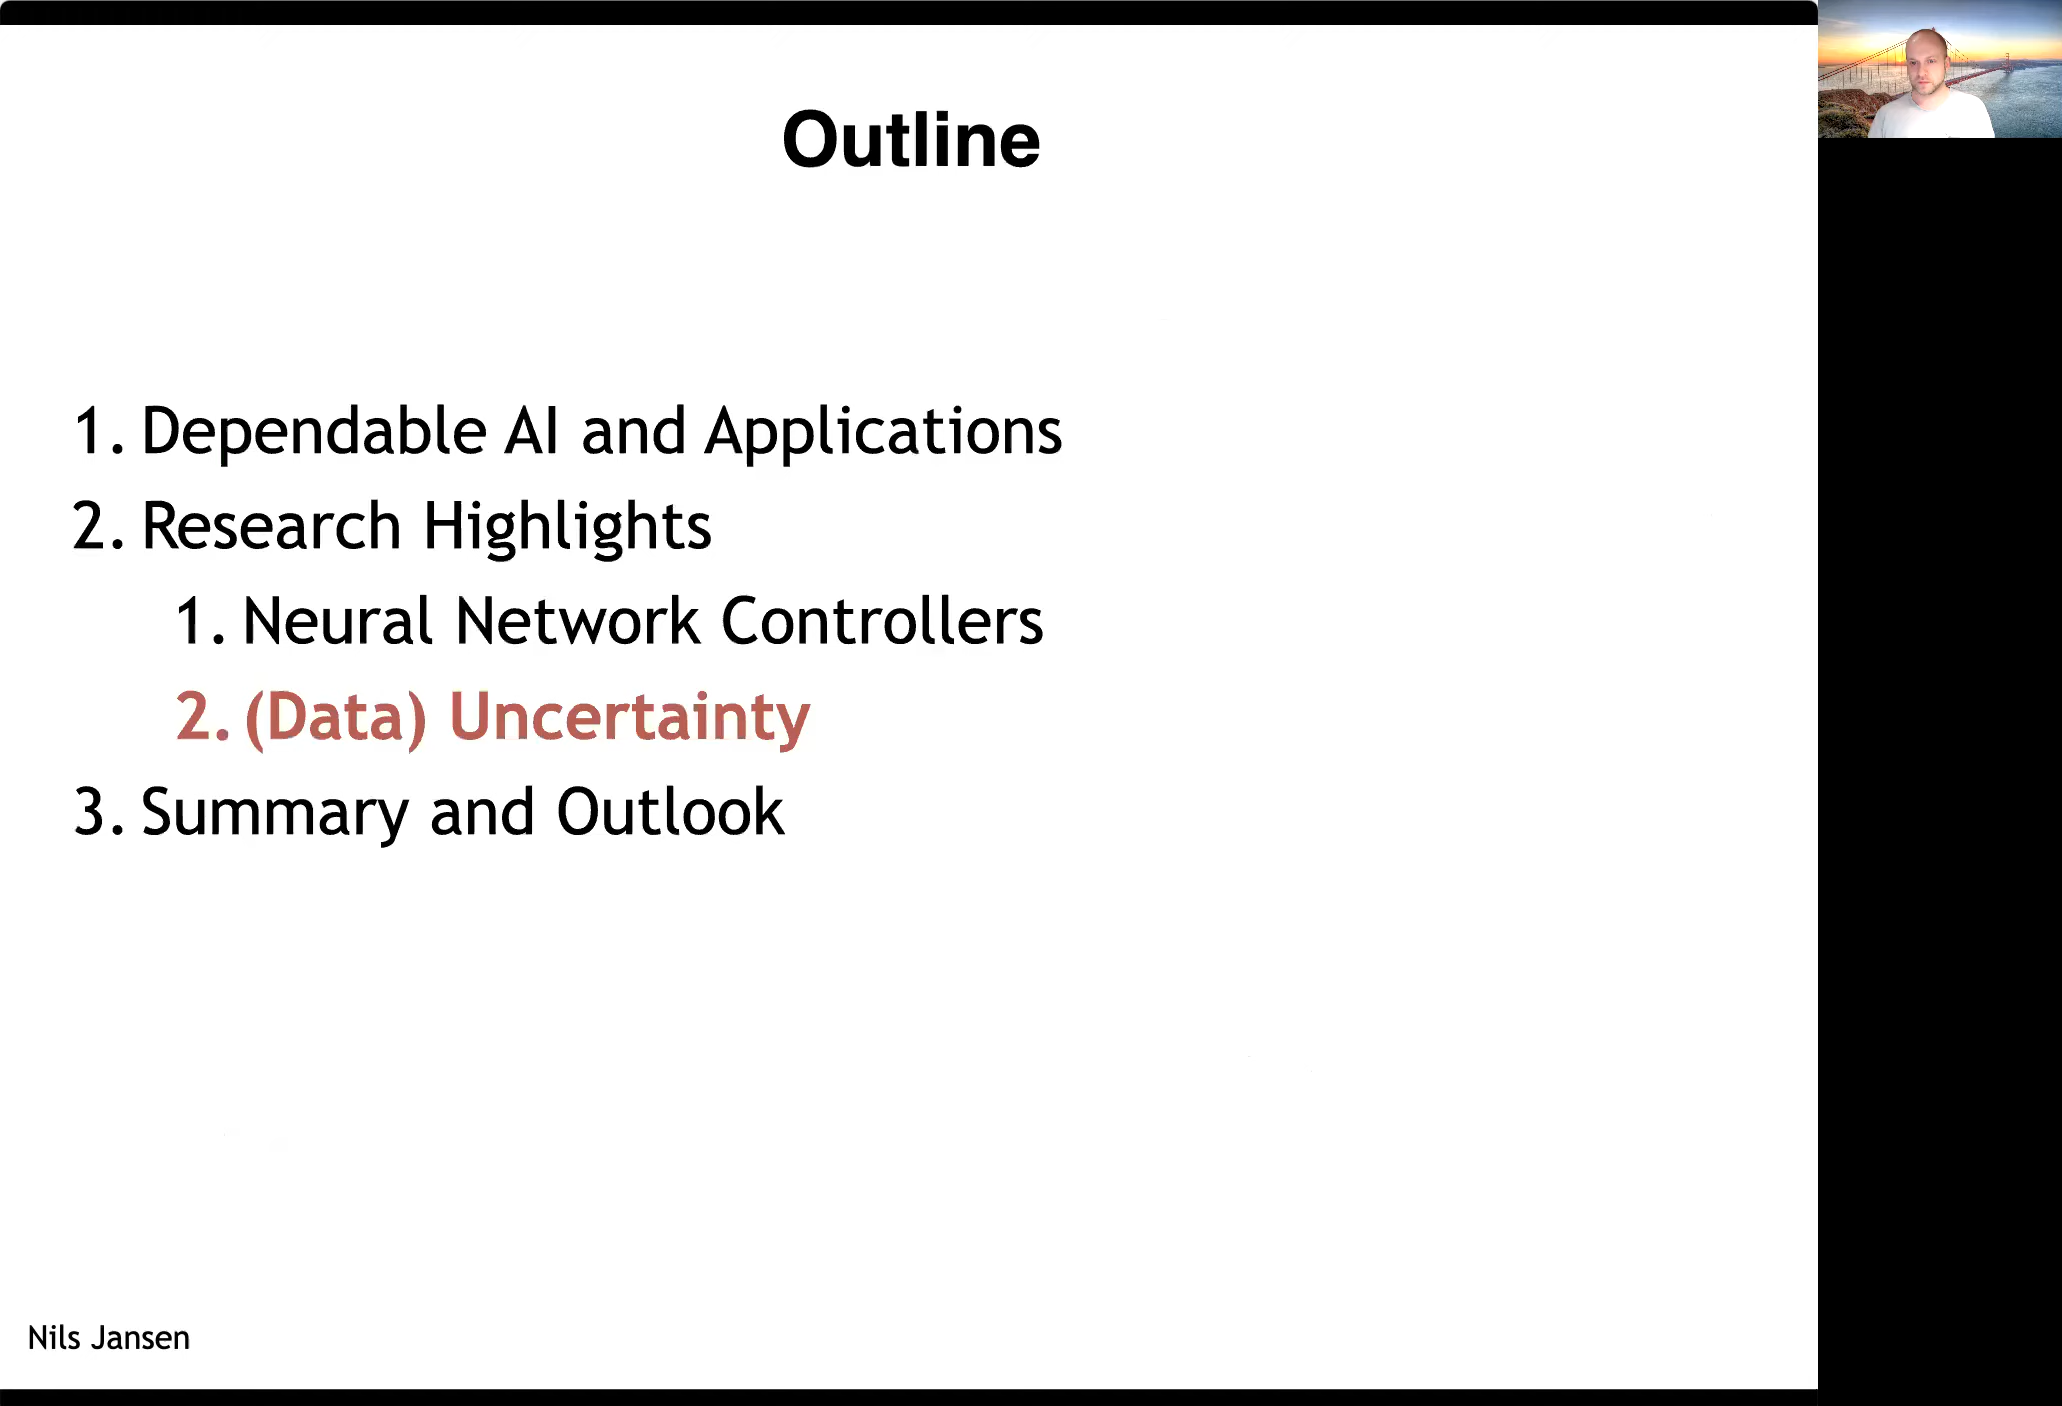 Outline
1. Dependable AI and Applications
2. Research Highlights
1. Neural Network Controllers
2. (Data) Uncertainty
3. Summary and Outlook
Nils Jansen